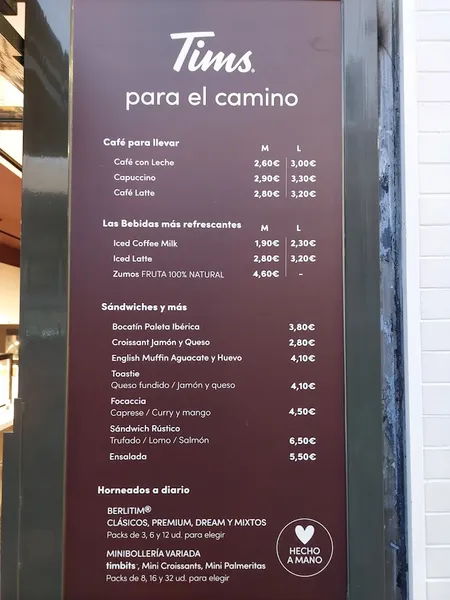 Tims.
para el camino
Café para llevar M L
Café con Leche 2,60€ 3,00€
Capuccino 2,90€ 3,30€
Café Latte 2,80€ 3,20€
Las Bebidas más refrescantes M L
Iced Coffee Milk 1,90€ 2,30€
Iced Latte 2,80€ 3,20€
Zumos FRUTA 100% NATURAL 4,60€ -
Sándwiches y más
Bocatín Paleta Ibérica 3,80€
Croissant Jamón y Queso 2,80€
English Muffin Aguacate y Huevo 4,10€
Toastie
Queso fundido / Jamón y queso 4,10€
Focaccia
Caprese / Curry y mango 4,50€
Sándwich Rústico
Trufado / Lomo / Salmón 6,50€
Ensalada 5,50€
Horneados a diario
BERLITIM®
CLÁSICOS, PREMIUM, DREAM Y MIXTOS
Packs de 3, 6 y 12 ud. para elegir
MINIBOLLERÍA VARIADA
timbits, Mini Croissants, Mini Palmeritas
Packs de 8, 16 y 32 ud. para elegir
HECHO
A MANO